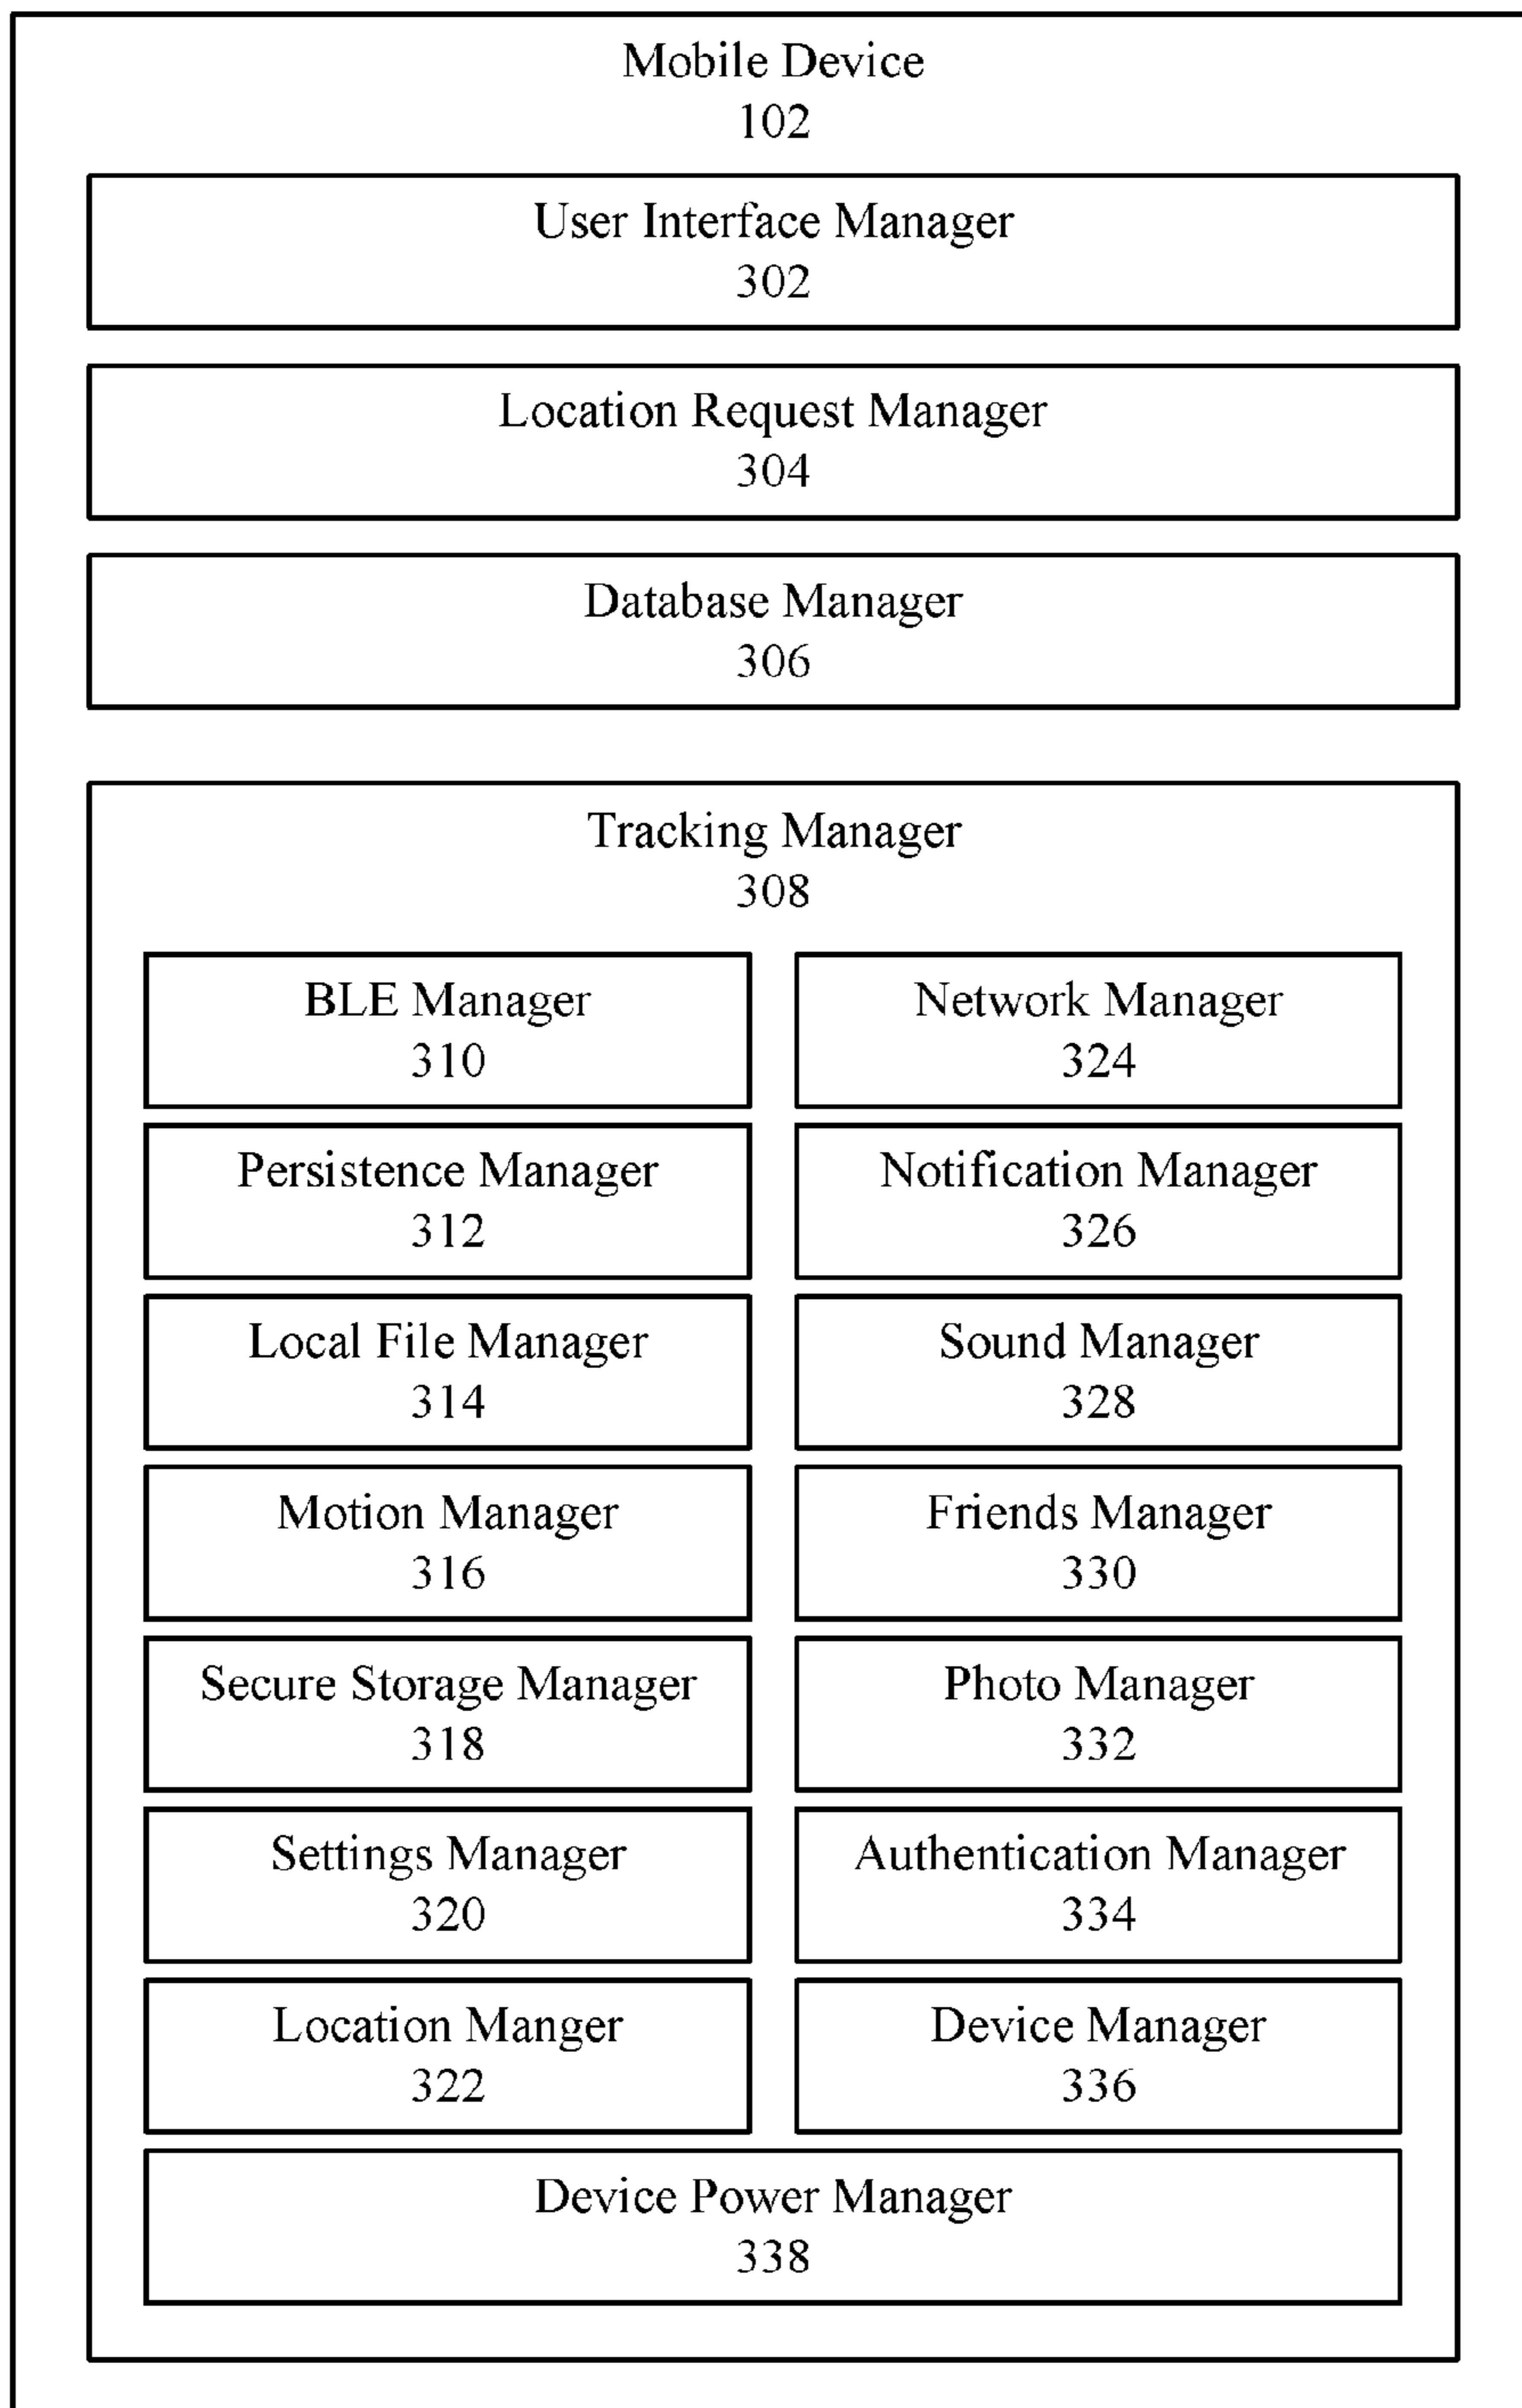 Mobile Device
102
User Interface Manager
302
Location Request Manager
304
Database Manager
306
Tracking Manager
308
BLE Manager
310
Network Manager
324
Persistence Manager
312
Notification Manager
326
Local File Manager
314
Sound Manager
328
Motion Manager
316
Friends Manager
330
Secure Storage Manager
318
Photo Manager
332
Settings Manager
320
Authentication Manager
334
Location Manger
322
Device Manager
336
Device Power Manager
338